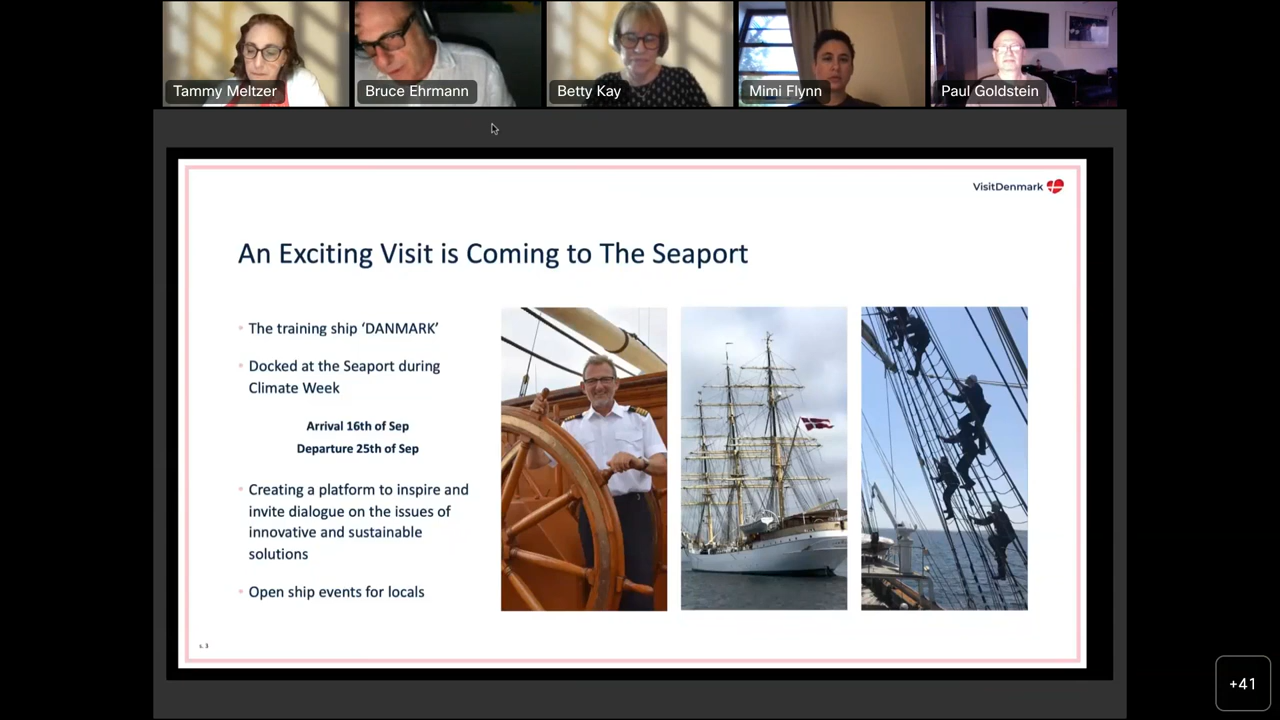 Tammy Meltzer
Bruce Ehrmann
Betty Kay
Mimi Flynn
Paul Goldstein
VisitDenmark
An Exciting Visit is Coming to The Seaport
The training ship ‘DANMARK’
Docked at the Seaport during
Climate Week
Arrival 16th of Sep
Departure 25th of Sep
Creating a platform to inspire and
invite dialogue on the issues of
innovative and sustainable
solutions
Open ship events for locals
s. 3
+41